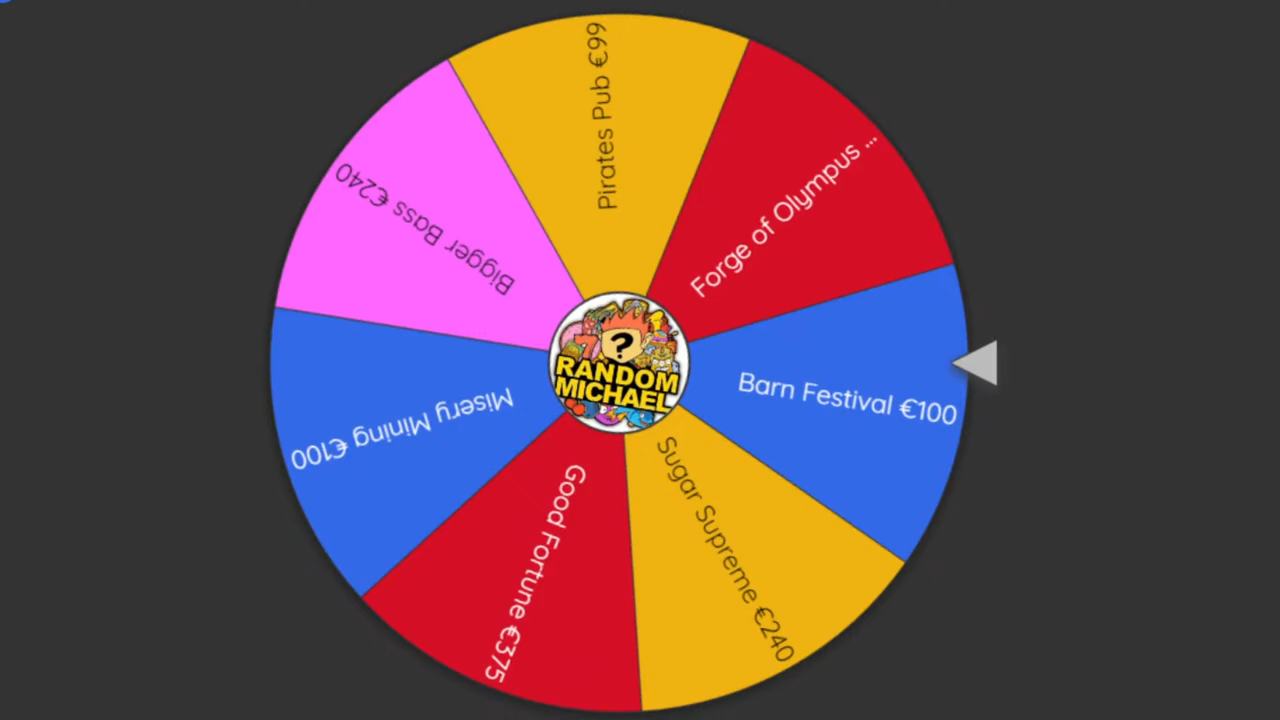 Pirates Pub €99
Forge of Olympus ...
Barn Festival €100
Sugar Supreme €240
Good Fortune €375
Misery Mining €100
Bigger Bass €240
?
7
RANDOM
MICHAEL